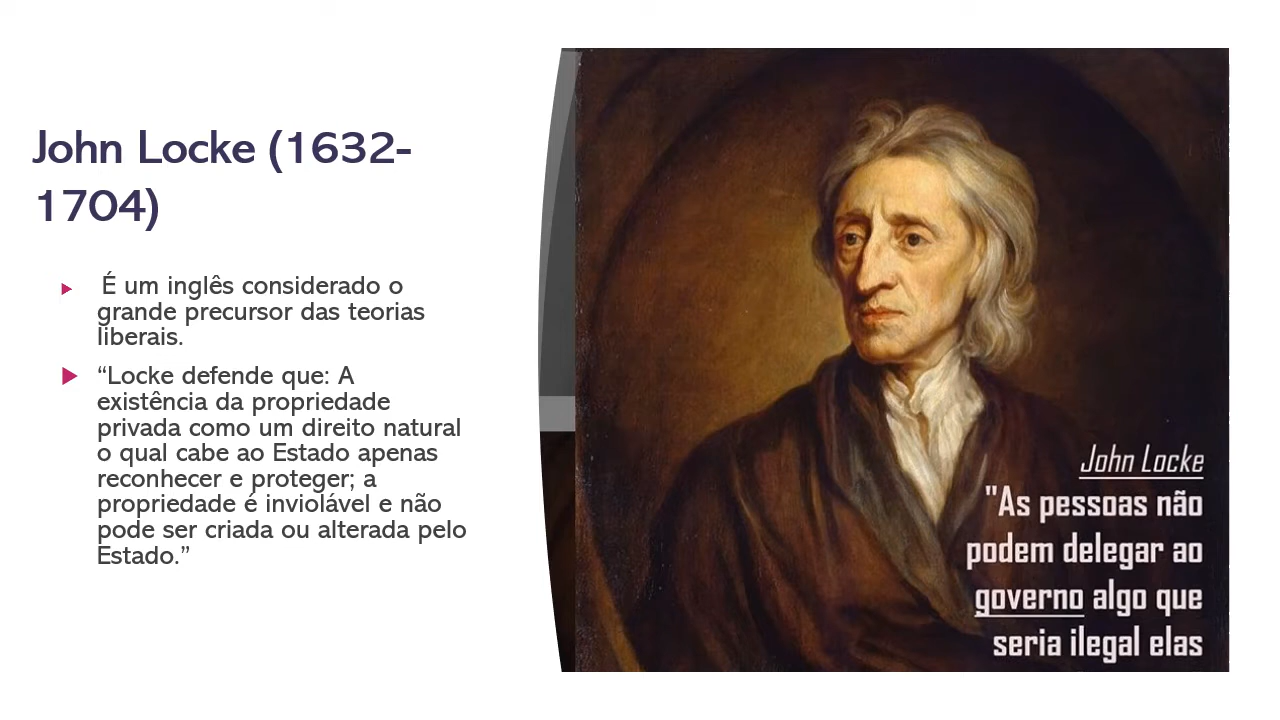 John Locke (1632-
1704)
É um inglês considerado o
grande precursor das teorias
liberais.
“Locke defende que: A
existência da propriedade
privada como um direito natural
o qual cabe ao Estado apenas
reconhecer e proteger; a
propriedade é inviolável e não
pode ser criada ou alterada pelo
Estado.”
John Locke
"As pessoas não
podem delegar ao
governo algo que
seria ilegal elas